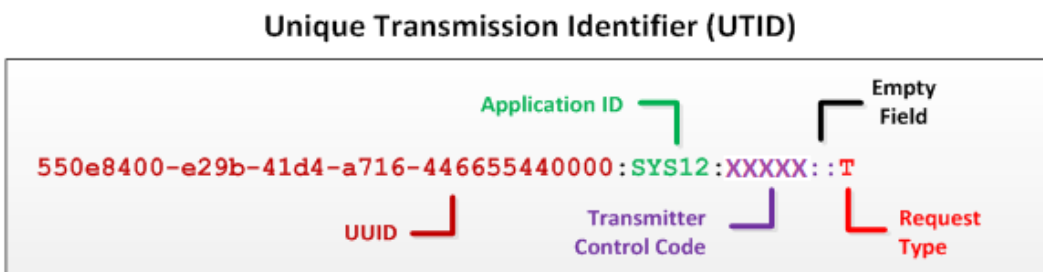 Unique Transmission Identifier (UTID)
Application ID
Empty
Field
550e8400-e29b-41d4-a716-446655440000:SYS12:XXXXX::T
UUID
Transmitter
Control Code
Request
Type